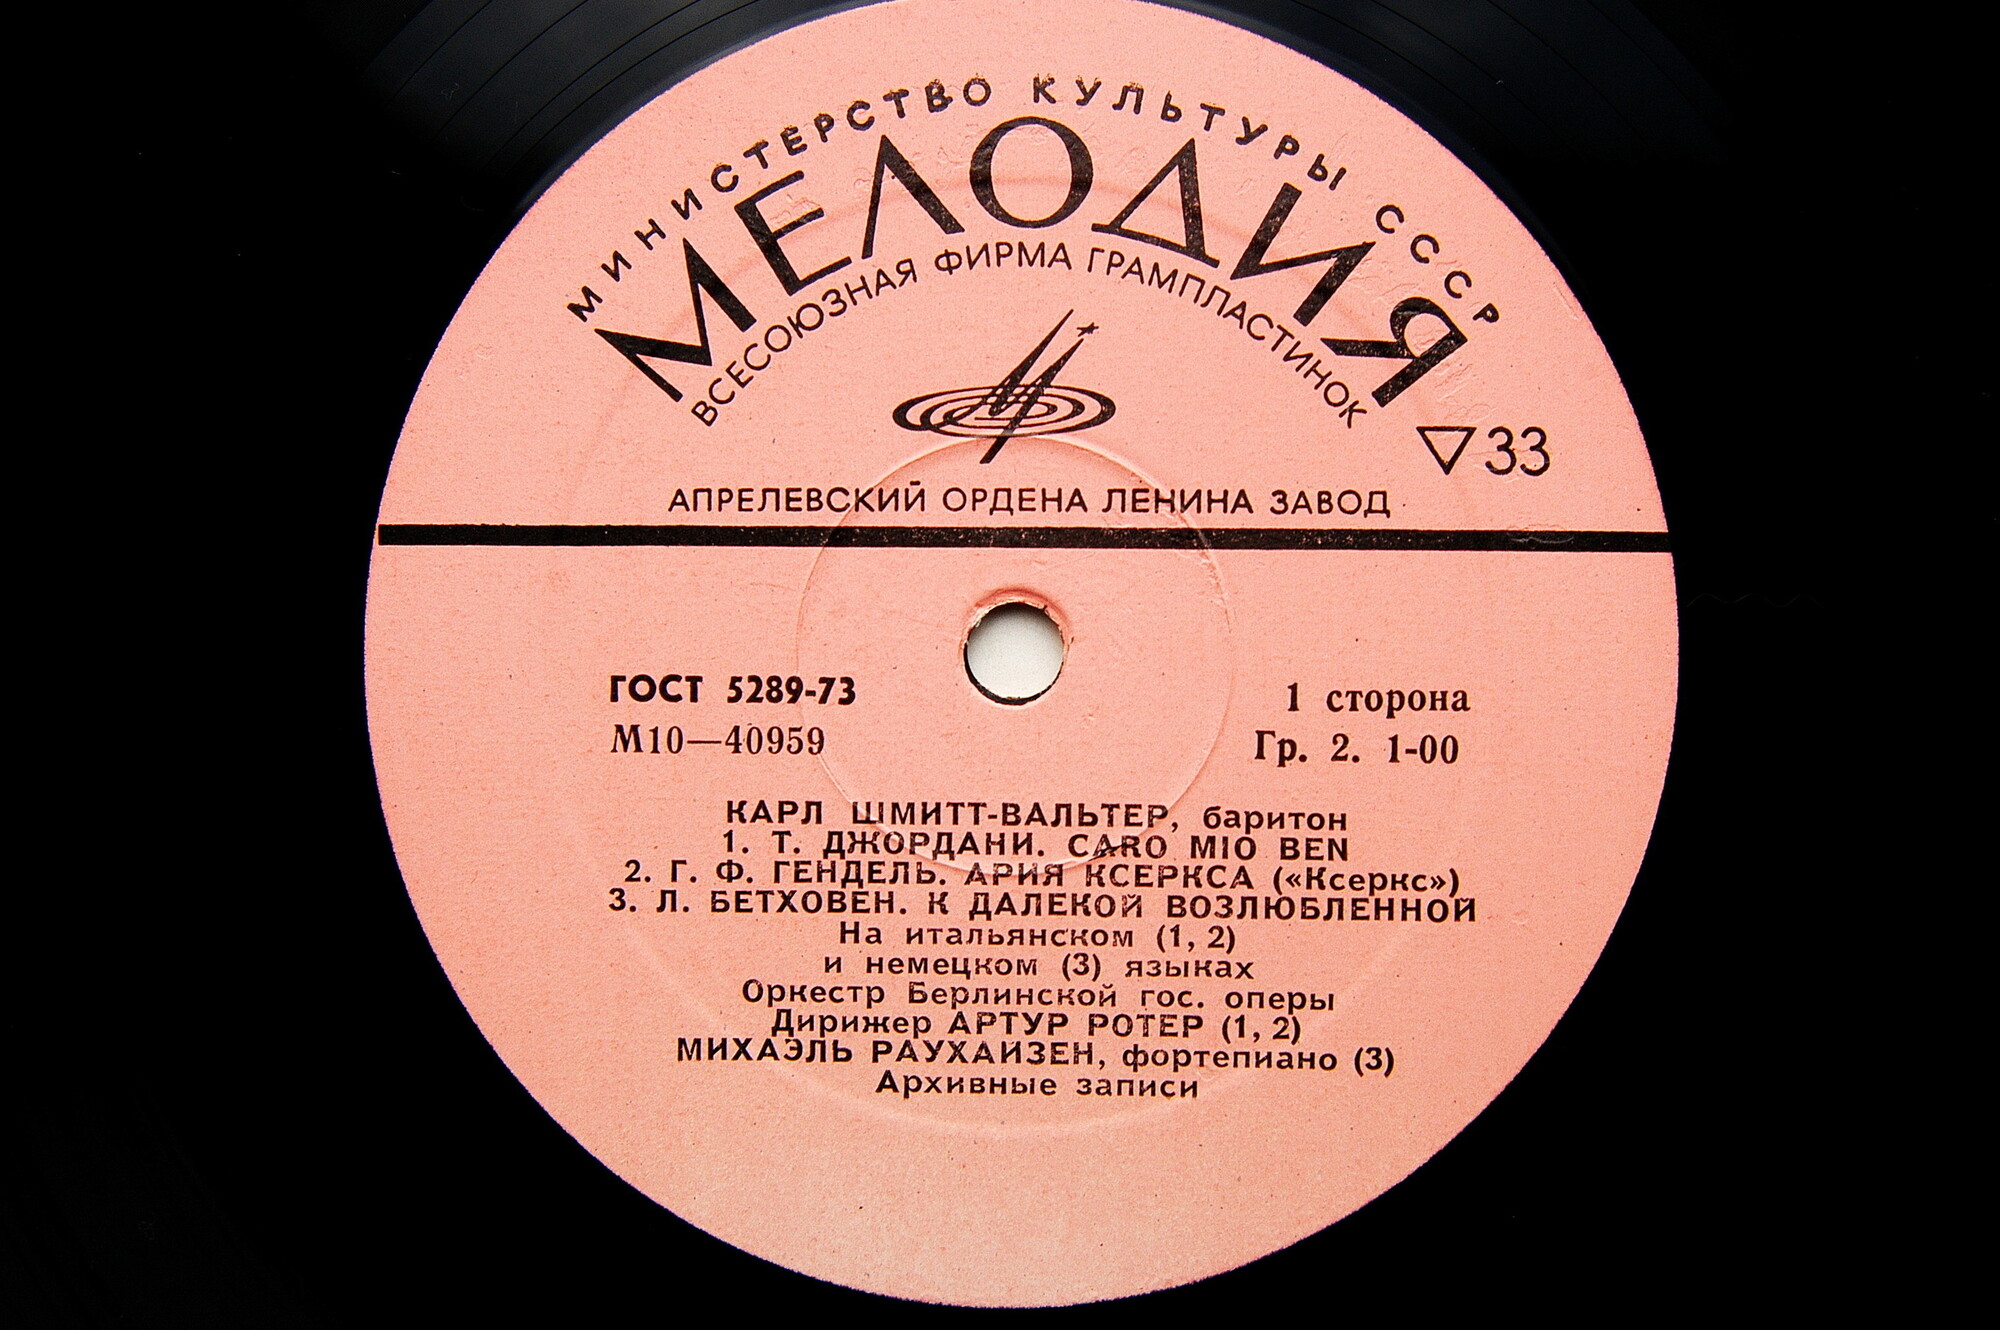 МИНИСТЕРСТВО КУЛЬТУРЫ СССР
МЕЛОДИЯ
ВСЕСОЮЗНАЯ ФИРМА ГРАМПЛАСТИНОК
33
АПРЕЛЕВСКИЙ ОРДЕНА ЛЕНИНА ЗАВОД
ГОСТ 5289-73
1 сторона
М10—40959
Гр. 2. 1-00
КАРЛ ШМИТТ-ВАЛЬТЕР, баритон
1. Т. ДЖОРДАНИ. CARO MIO BEN
2. Г. Ф. ГЕНДЕЛЬ. АРИЯ КСЕРКСА («Ксеркс»)
3. Л. БЕТХОВЕН. К ДАЛЕКОЙ ВОЗЛЮБЛЕННОЙ
На итальянском (1, 2)
и немецком (3) языках
Оркестр Берлинской гос. оперы
Дирижер АРТУР РОТЕР (1, 2)
МИХАЭЛЬ РАУХАЙЗЕН, фортепиано (3)
Архивные записи